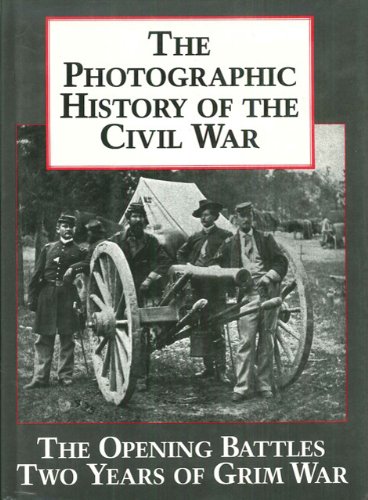 THE
PHOTOGRAPHIC
HISTORY OF THE
CIVIL WAR
THE OPENING BATTLES
TWO YEARS OF GRIM WAR